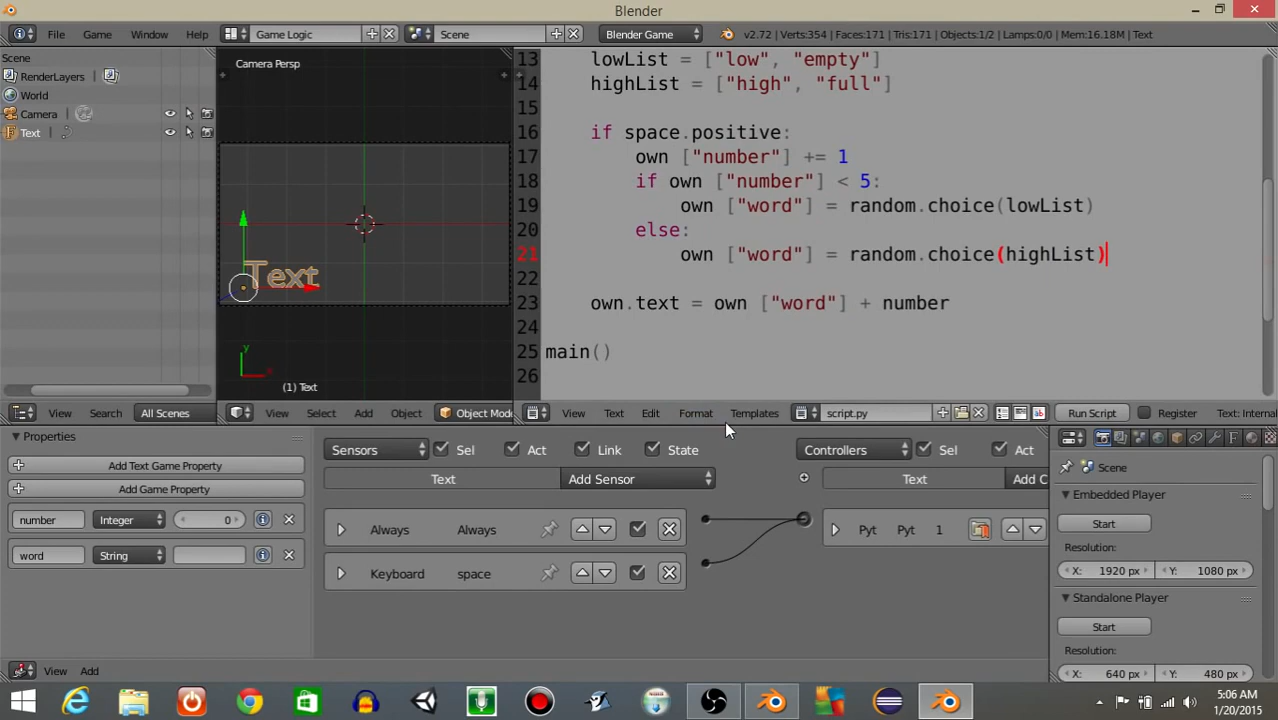 Blender
File Game Window Help Game Logic Scene Blender Game v2.72 | Verts:354 | Faces:171 | Tris:171 | Objects:1/2 | Lamps:0/0 | Mem:16.18M | Text
Scene
RenderLayers
World
Camera
Text
View Search All Scenes
Camera Persp
Text
y
x
(1) Text
View Select Add Object Object Mode
13 lowList = ["low", "empty"]
14 highList = ["high", "full"]
15
16 if space.positive:
17 own ["number"] += 1
18 if own ["number"] < 5:
19 own ["word"] = random.choice(lowList)
20 else:
21 own ["word"] = random.choice(highList)
22
23 own.text = own ["word"] + number
24
25 main()
26
View Text Edit Format Templates script.py Run Script Register Text: Internal
Properties
Add Text Game Property
Add Game Property
number Integer 0
word String
Sensors Sel Act Link State
Text Add Sensor
Always Always
Keyboard space
Controllers Sel Act
Text Add C
Pyt Pyt 1
View Add
Scene
Embedded Player
Start
Resolution:
X: 1920 px Y: 1080 px
Standalone Player
Start
Resolution:
X: 640 px Y: 480 px
5:06 AM
1/20/2015